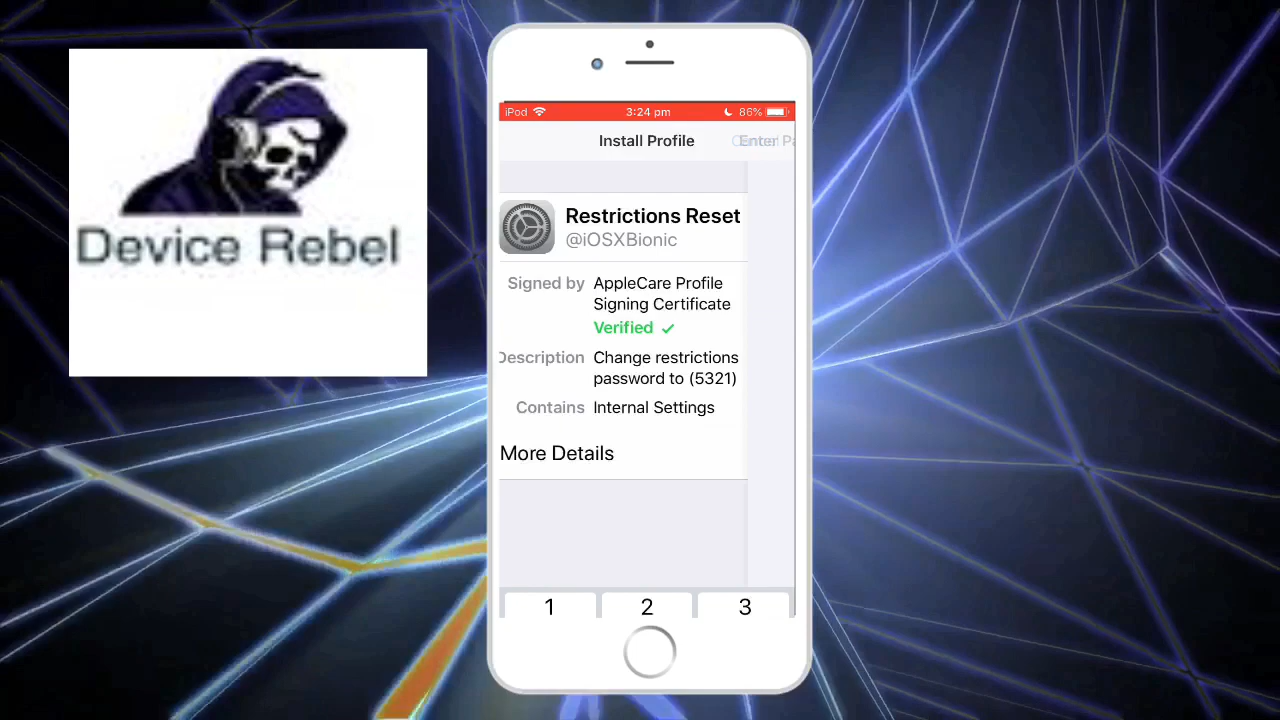 Device Rebel
iPod 3:24 pm 86%
Install Profile
Restrictions Reset
@iOSXBionic
Signed by AppleCare Profile
Signing Certificate
Verified
Description Change restrictions
password to (5321)
Contains Internal Settings
More Details
1 2 3